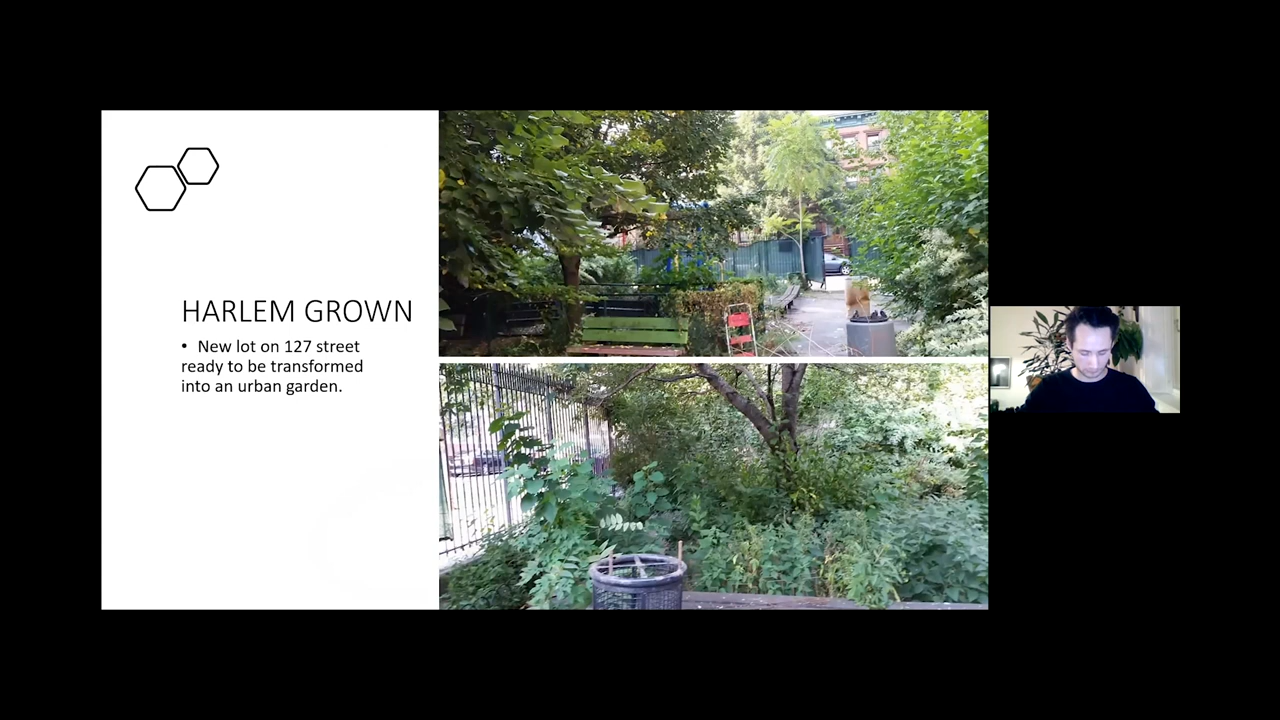 HARLEM GROWN
• New lot on 127 street
ready to be transformed
into an urban garden.